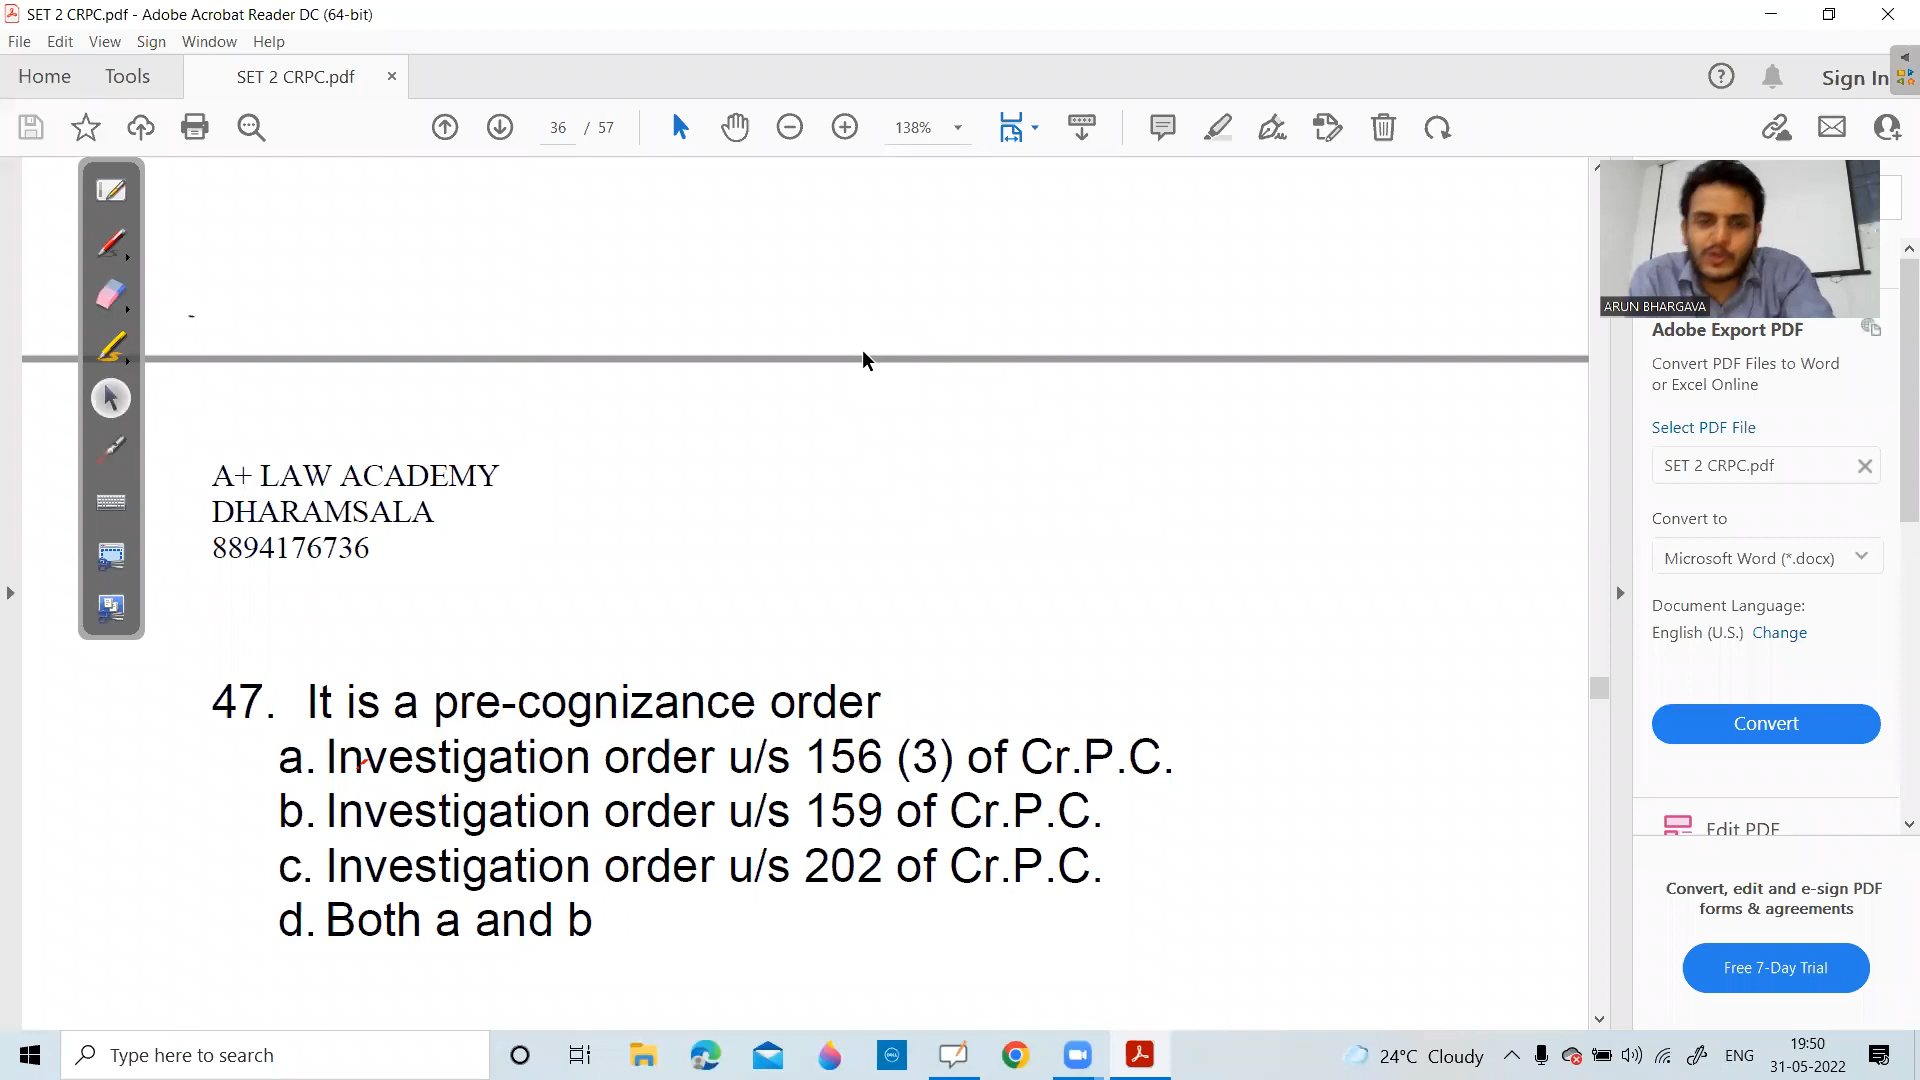 SET 2 CRPC.pdf - Adobe Acrobat Reader DC (64-bit)
File Edit View Sign Window Help
Home Tools SET 2 CRPC.pdf ×
Sign In
36 / 57
138%
ARUN BHARGAVA
A+ LAW ACADEMY
DHARAMSALA
8894176736
47. It is a pre-cognizance order
a. Investigation order u/s 156 (3) of Cr.P.C.
b. Investigation order u/s 159 of Cr.P.C.
c. Investigation order u/s 202 of Cr.P.C.
d. Both a and b
Adobe Export PDF
Convert PDF Files to Word
or Excel Online
Select PDF File
SET 2 CRPC.pdf
Convert to
Microsoft Word (*.docx)
Document Language:
English (U.S.) Change
Convert
Edit PDF
Convert, edit and e-sign PDF
forms & agreements
Free 7-Day Trial
Type here to search
DELL
24°C Cloudy
ENG
19:50
31-05-2022